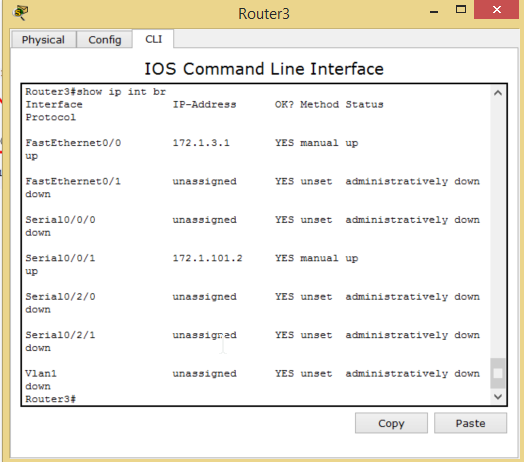 Router3
Physical Config CLI
IOS Command Line Interface
Router3#show ip int br
Interface IP-Address OK? Method Status
Protocol
FastEthernet0/0 172.1.3.1 YES manual up
up
FastEthernet0/1 unassigned YES unset administratively down
down
Serial0/0/0 unassigned YES unset administratively down
down
Serial0/0/1 172.1.101.2 YES manual up
up
Serial0/2/0 unassigned YES unset administratively down
down
Serial0/2/1 unassigned YES unset administratively down
down
Vlan1 unassigned YES unset administratively down
down
Router3#
Copy Paste